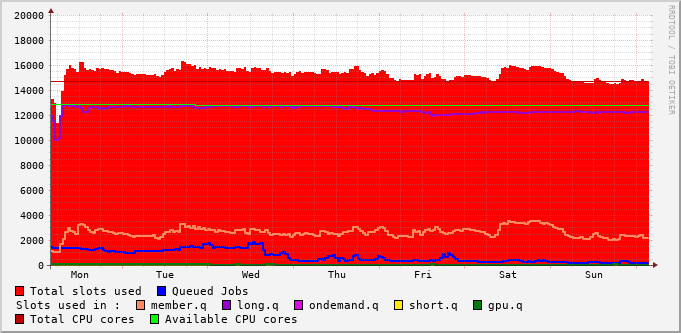 20000
18000
16000
14000
12000
10000
8000
6000
4000
2000
0
Mon Tue Wed Thu Fri Sat Sun
RRDTOOL / TOBI OETIKER
Total slots used Queued Jobs
Slots used in : member.q long.q ondemand.q short.q gpu.q
Total CPU cores Available CPU cores